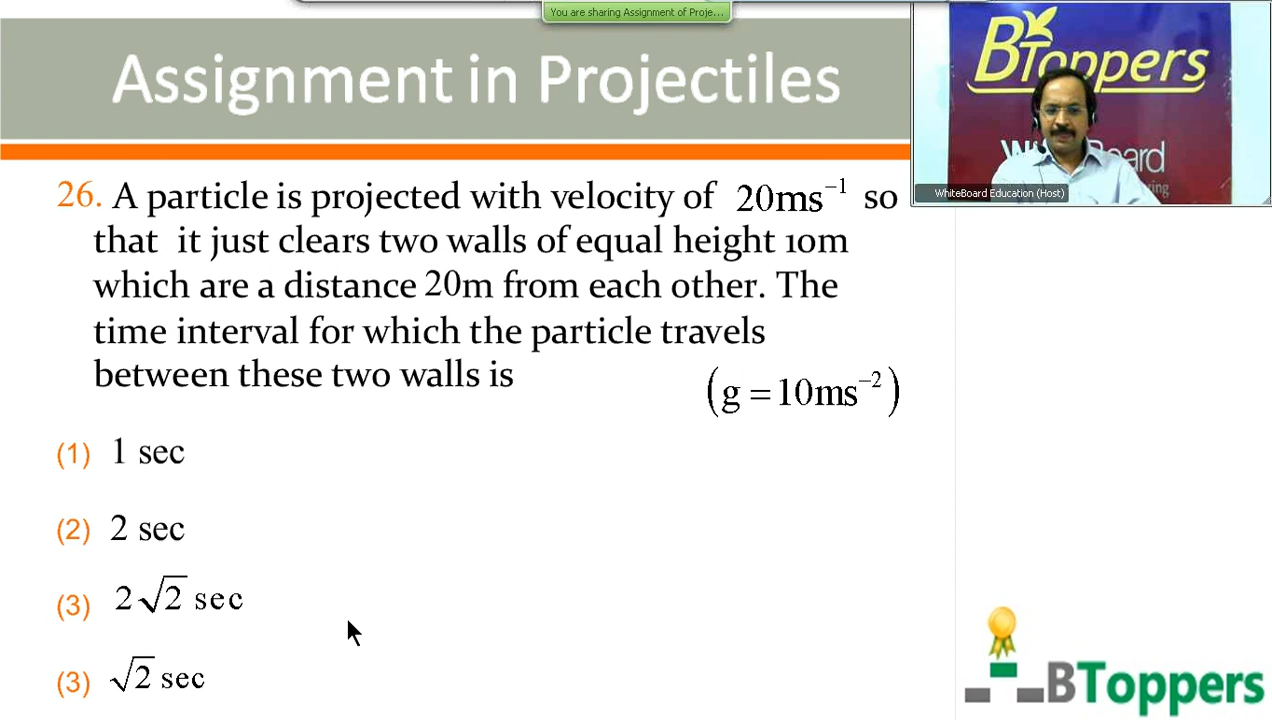 You are sharing Assignment of Proje...
Assignment in Projectiles
BToppers
WhiteBoard Education (Host)
26. A particle is projected with velocity of 20ms⁻¹ so
that it just clears two walls of equal height 10m
which are a distance 20m from each other. The
time interval for which the particle travels
between these two walls is
(g = 10ms⁻²)
(1) 1 sec
(2) 2 sec
(3) 2√2 sec
(3) √2 sec
BToppers